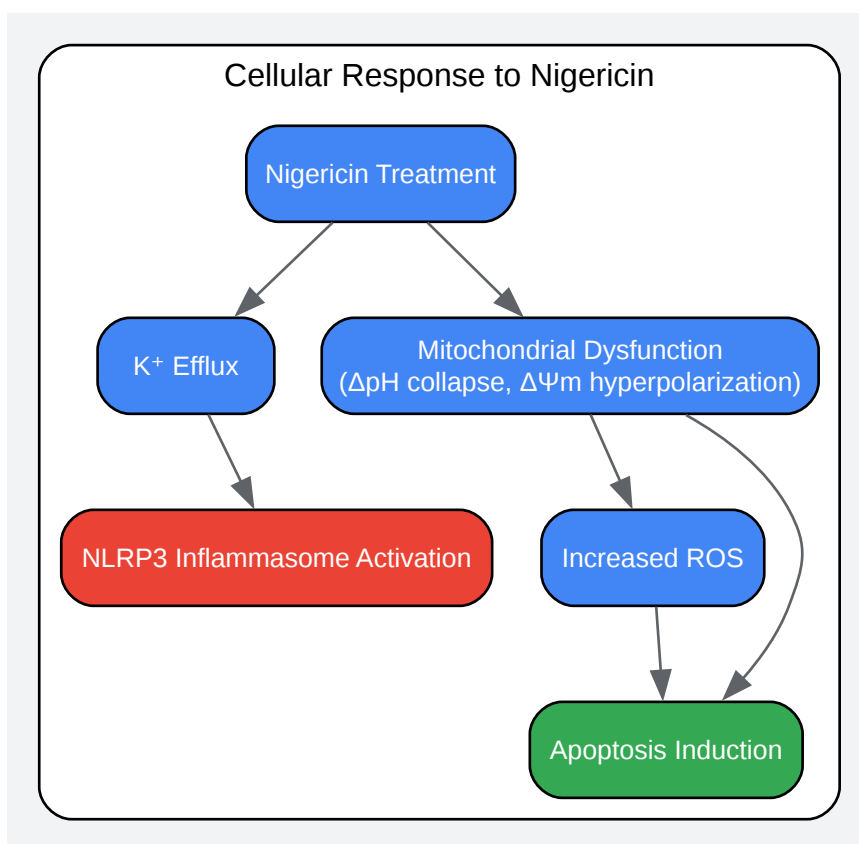 Cellular Response to Nigericin
Nigericin Treatment
K⁺ Efflux
Mitochondrial Dysfunction
(ΔpH collapse, ΔΨm hyperpolarization)
NLRP3 Inflammasome Activation
Increased ROS
Apoptosis Induction